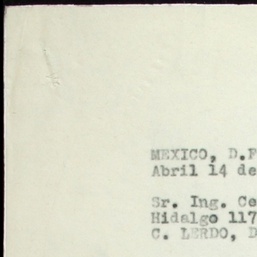 MEXICO, D.F
Abril 14 de
Sr. Ing. Ce
Hidalgo 117
C. LERDO, D